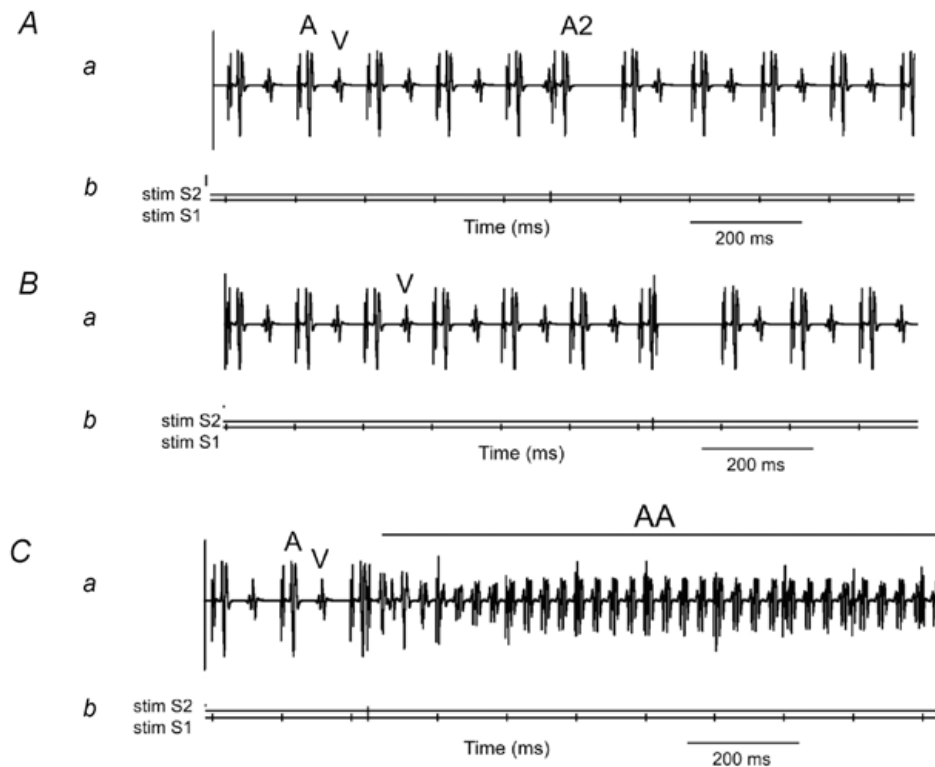 A
A
V
A2
a
b
stim S2
stim S1
Time (ms)
200 ms
B
V
a
b
stim S2
stim S1
Time (ms)
200 ms
AA
C
A
V
a
b
stim S2
stim S1
Time (ms)
200 ms